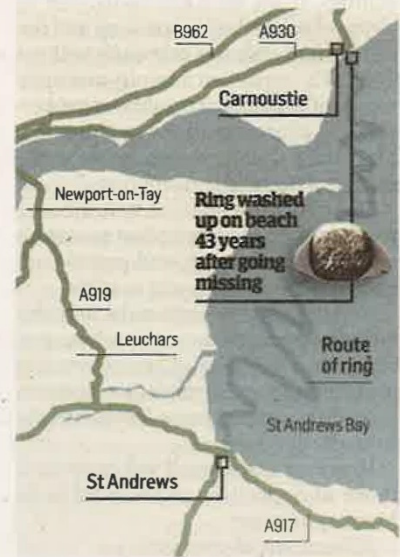 B962
A930
Carnoustie
Newport-on-Tay
Ring washed
up on beach
43 years
after going
missing
A919
Leuchars
Route
of ring
St Andrews Bay
St Andrews
A917